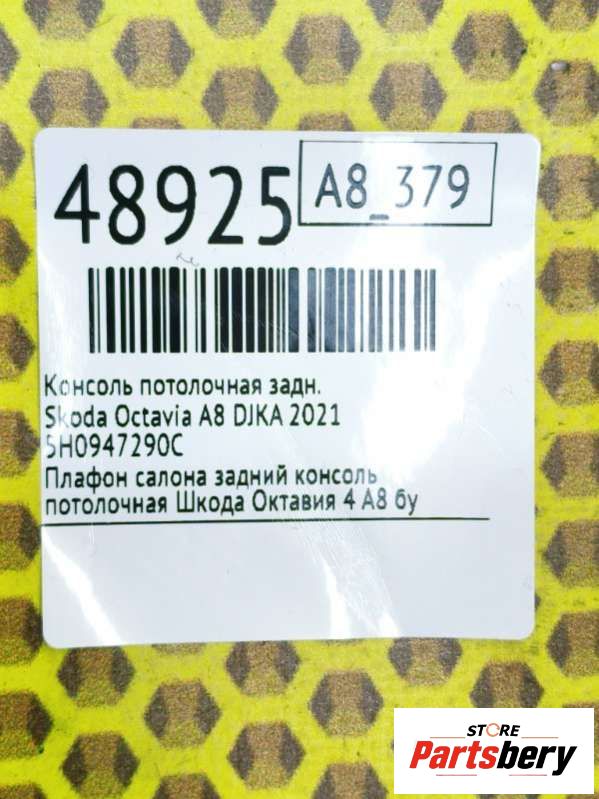 48925
A8_379
Консоль потолочная задн.
Skoda Octavia A8 DJKA 2021
5H0947290C
Плафон салона задний консоль
потолочная Шкода Октавия 4 А8 бу
STORE
Partsbery